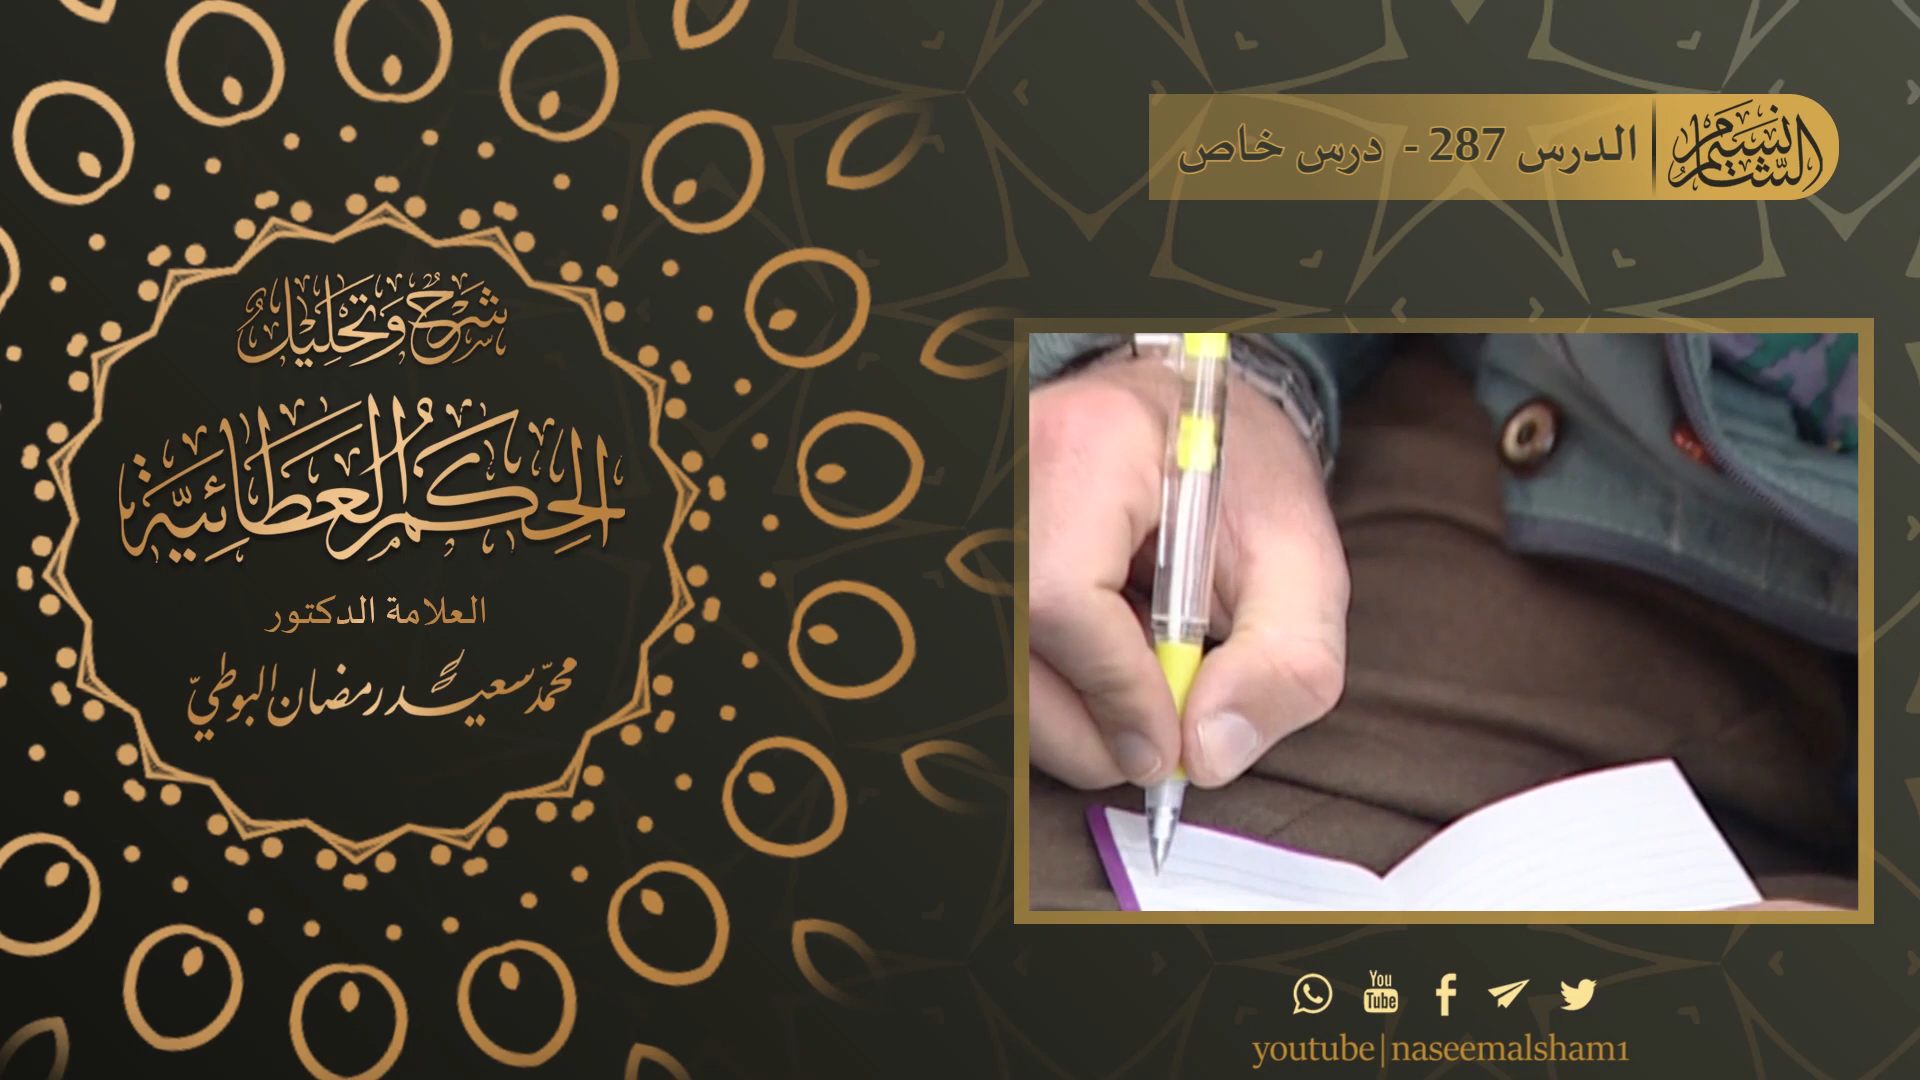 نسيم الشام
الدرس 287 - درس خاص
شرح وتحليل
الحكم العطائية
العلامة الدكتور
محمد سعيد رمضان البوطي
You
Tube
youtube|naseemalsham1